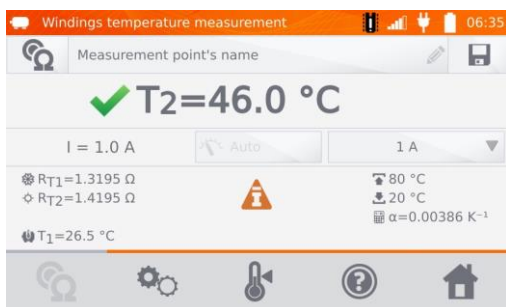 Windings temperature measurement 06:35
Measurement point's name
T2=46.0 °C
I = 1.0 A Auto 1 A
RT1=1.3195 Ω 80 °C
RT2=1.4195 Ω 20 °C
α=0.00386 K⁻¹
T1=26.5 °C